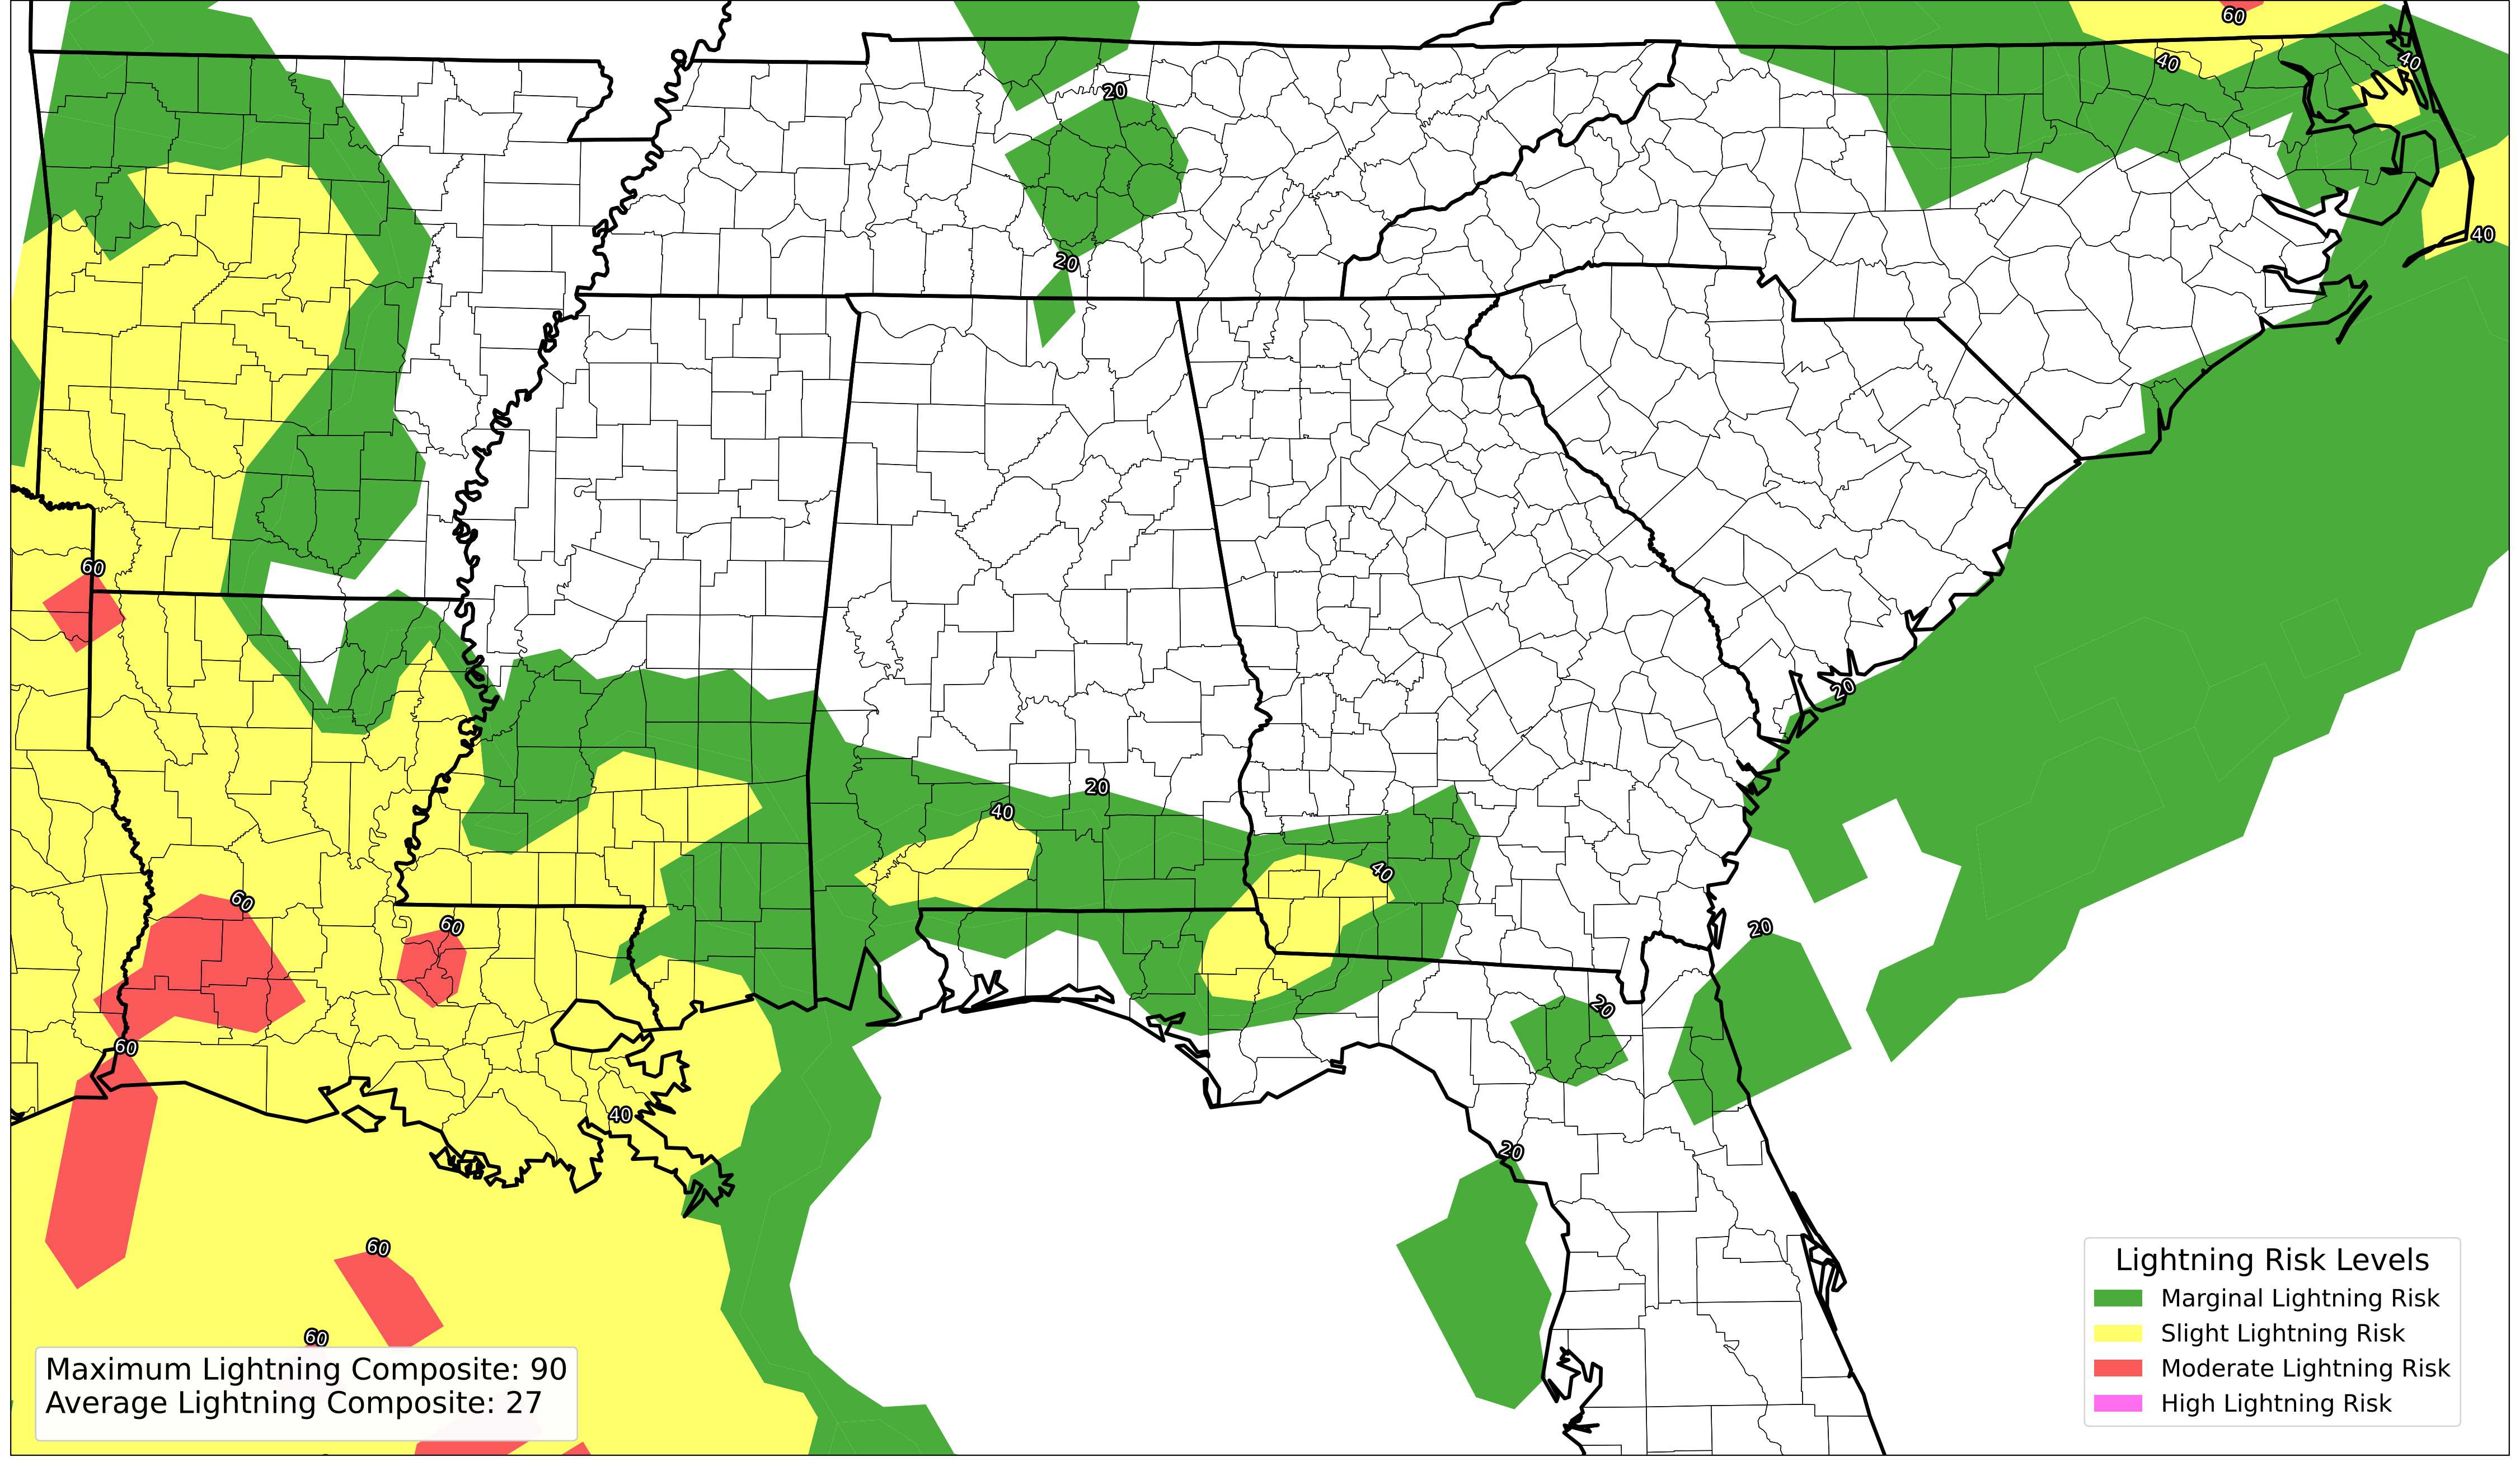 60
40
40
20
40
20
60
20
20
40
40
60
60
20
20
60
40
20
60
60
Lightning Risk Levels
Marginal Lightning Risk
Slight Lightning Risk
Moderate Lightning Risk
High Lightning Risk
Maximum Lightning Composite: 90
Average Lightning Composite: 27